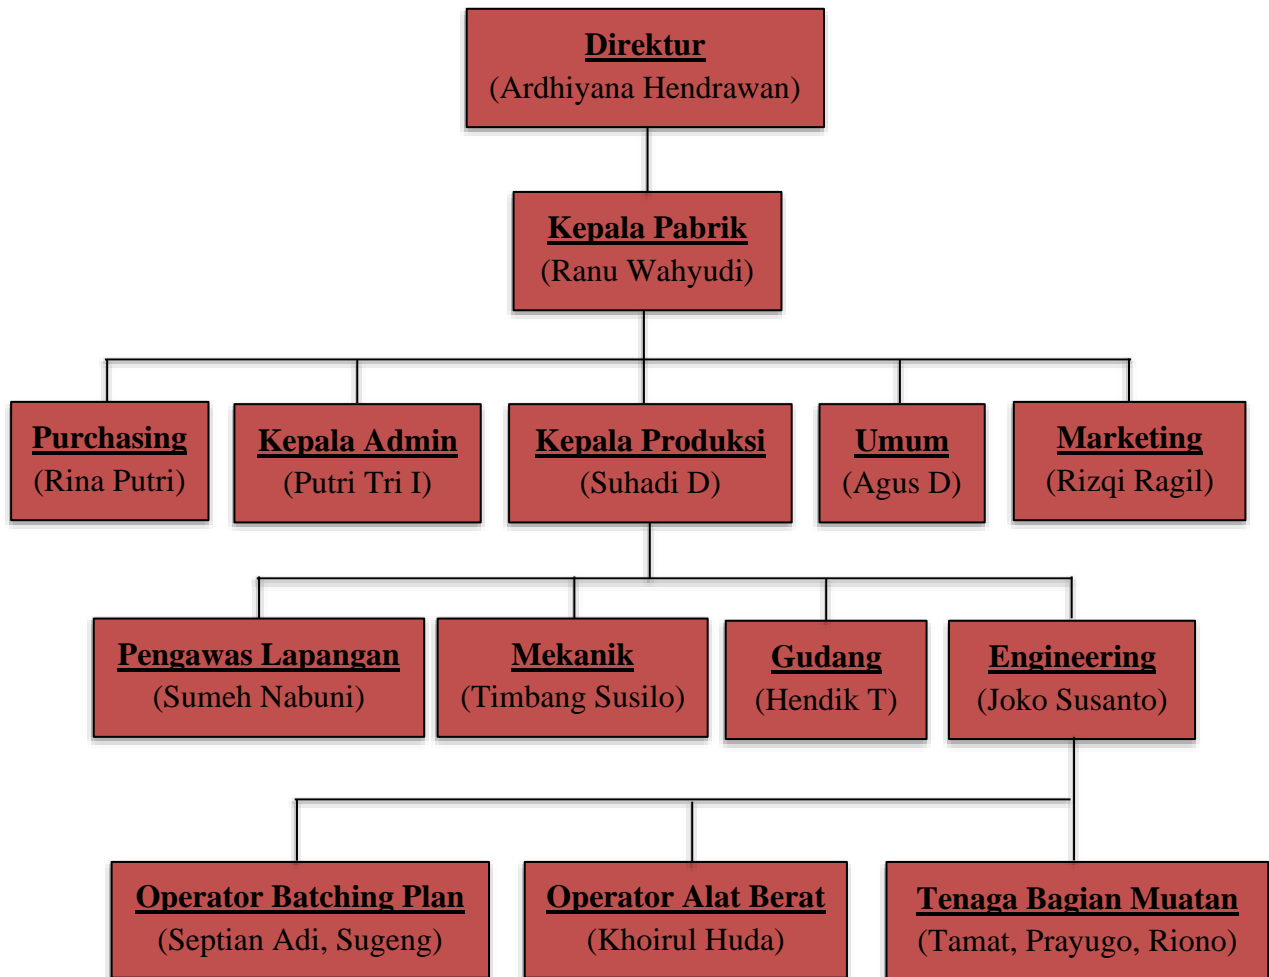 Direktur
(Ardhiyana Hendrawan)
Kepala Pabrik
(Ranu Wahyudi)
Purchasing
(Rina Putri)
Kepala Admin
(Putri Tri I)
Kepala Produksi
(Suhadi D)
Umum
(Agus D)
Marketing
(Rizqi Ragil)
Pengawas Lapangan
(Sumeh Nabuni)
Mekanik
(Timbang Susilo)
Gudang
(Hendik T)
Engineering
(Joko Susanto)
Operator Batching Plan
(Septian Adi, Sugeng)
Operator Alat Berat
(Khoirul Huda)
Tenaga Bagian Muatan
(Tamat, Prayugo, Riono)